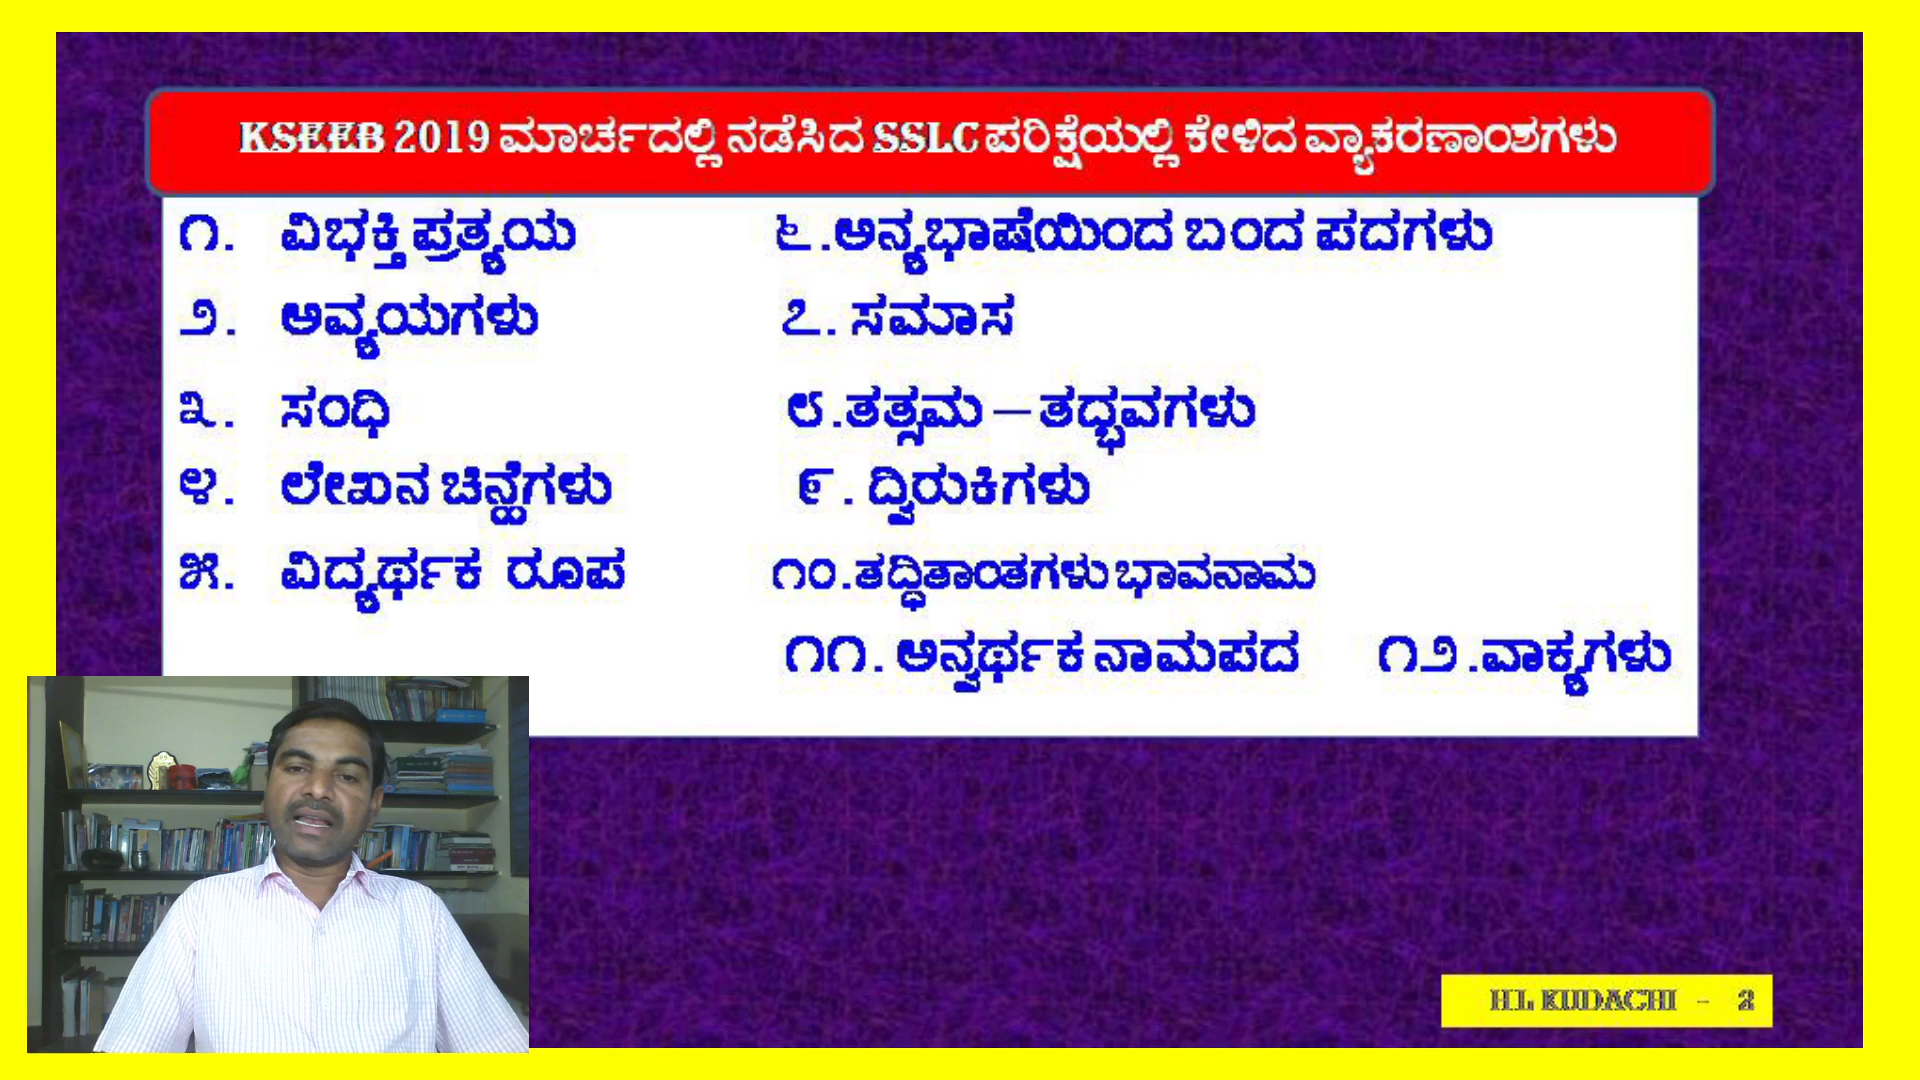 KSEEB 2019 ಮಾರ್ಚದಲ್ಲಿ ನಡೆಸಿದ SSLC ಪರಿಕ್ಷೆಯಲ್ಲಿ ಕೇಳಿದ ವ್ಯಾಕರಣಾಂಶಗಳು
೧. ವಿಭಕ್ತಿ ಪ್ರತ್ಯಯ
೨. ಅವ್ಯಯಗಳು
೩. ಸಂಧಿ
೪. ಲೇಖನ ಚಿನ್ಹೆಗಳು
೫. ವಿದ್ಯರ್ಥಕ ರೂಪ
೬.ಅನ್ಯಭಾಷೆಯಿಂದ ಬಂದ ಪದಗಳು
೭. ಸಮಾಸ
೮.ತತ್ಸಮ – ತದ್ಭವಗಳು
೯. ದ್ವಿರುಕಿಗಳು
೧೦.ತದ್ಧಿತಾಂತಗಳು ಭಾವನಾಮ
೧೧. ಅನ್ವರ್ಥಕ ನಾಮಪದ ೧೨.ವಾಕ್ಯಗಳು
HL KUDACHI - 2